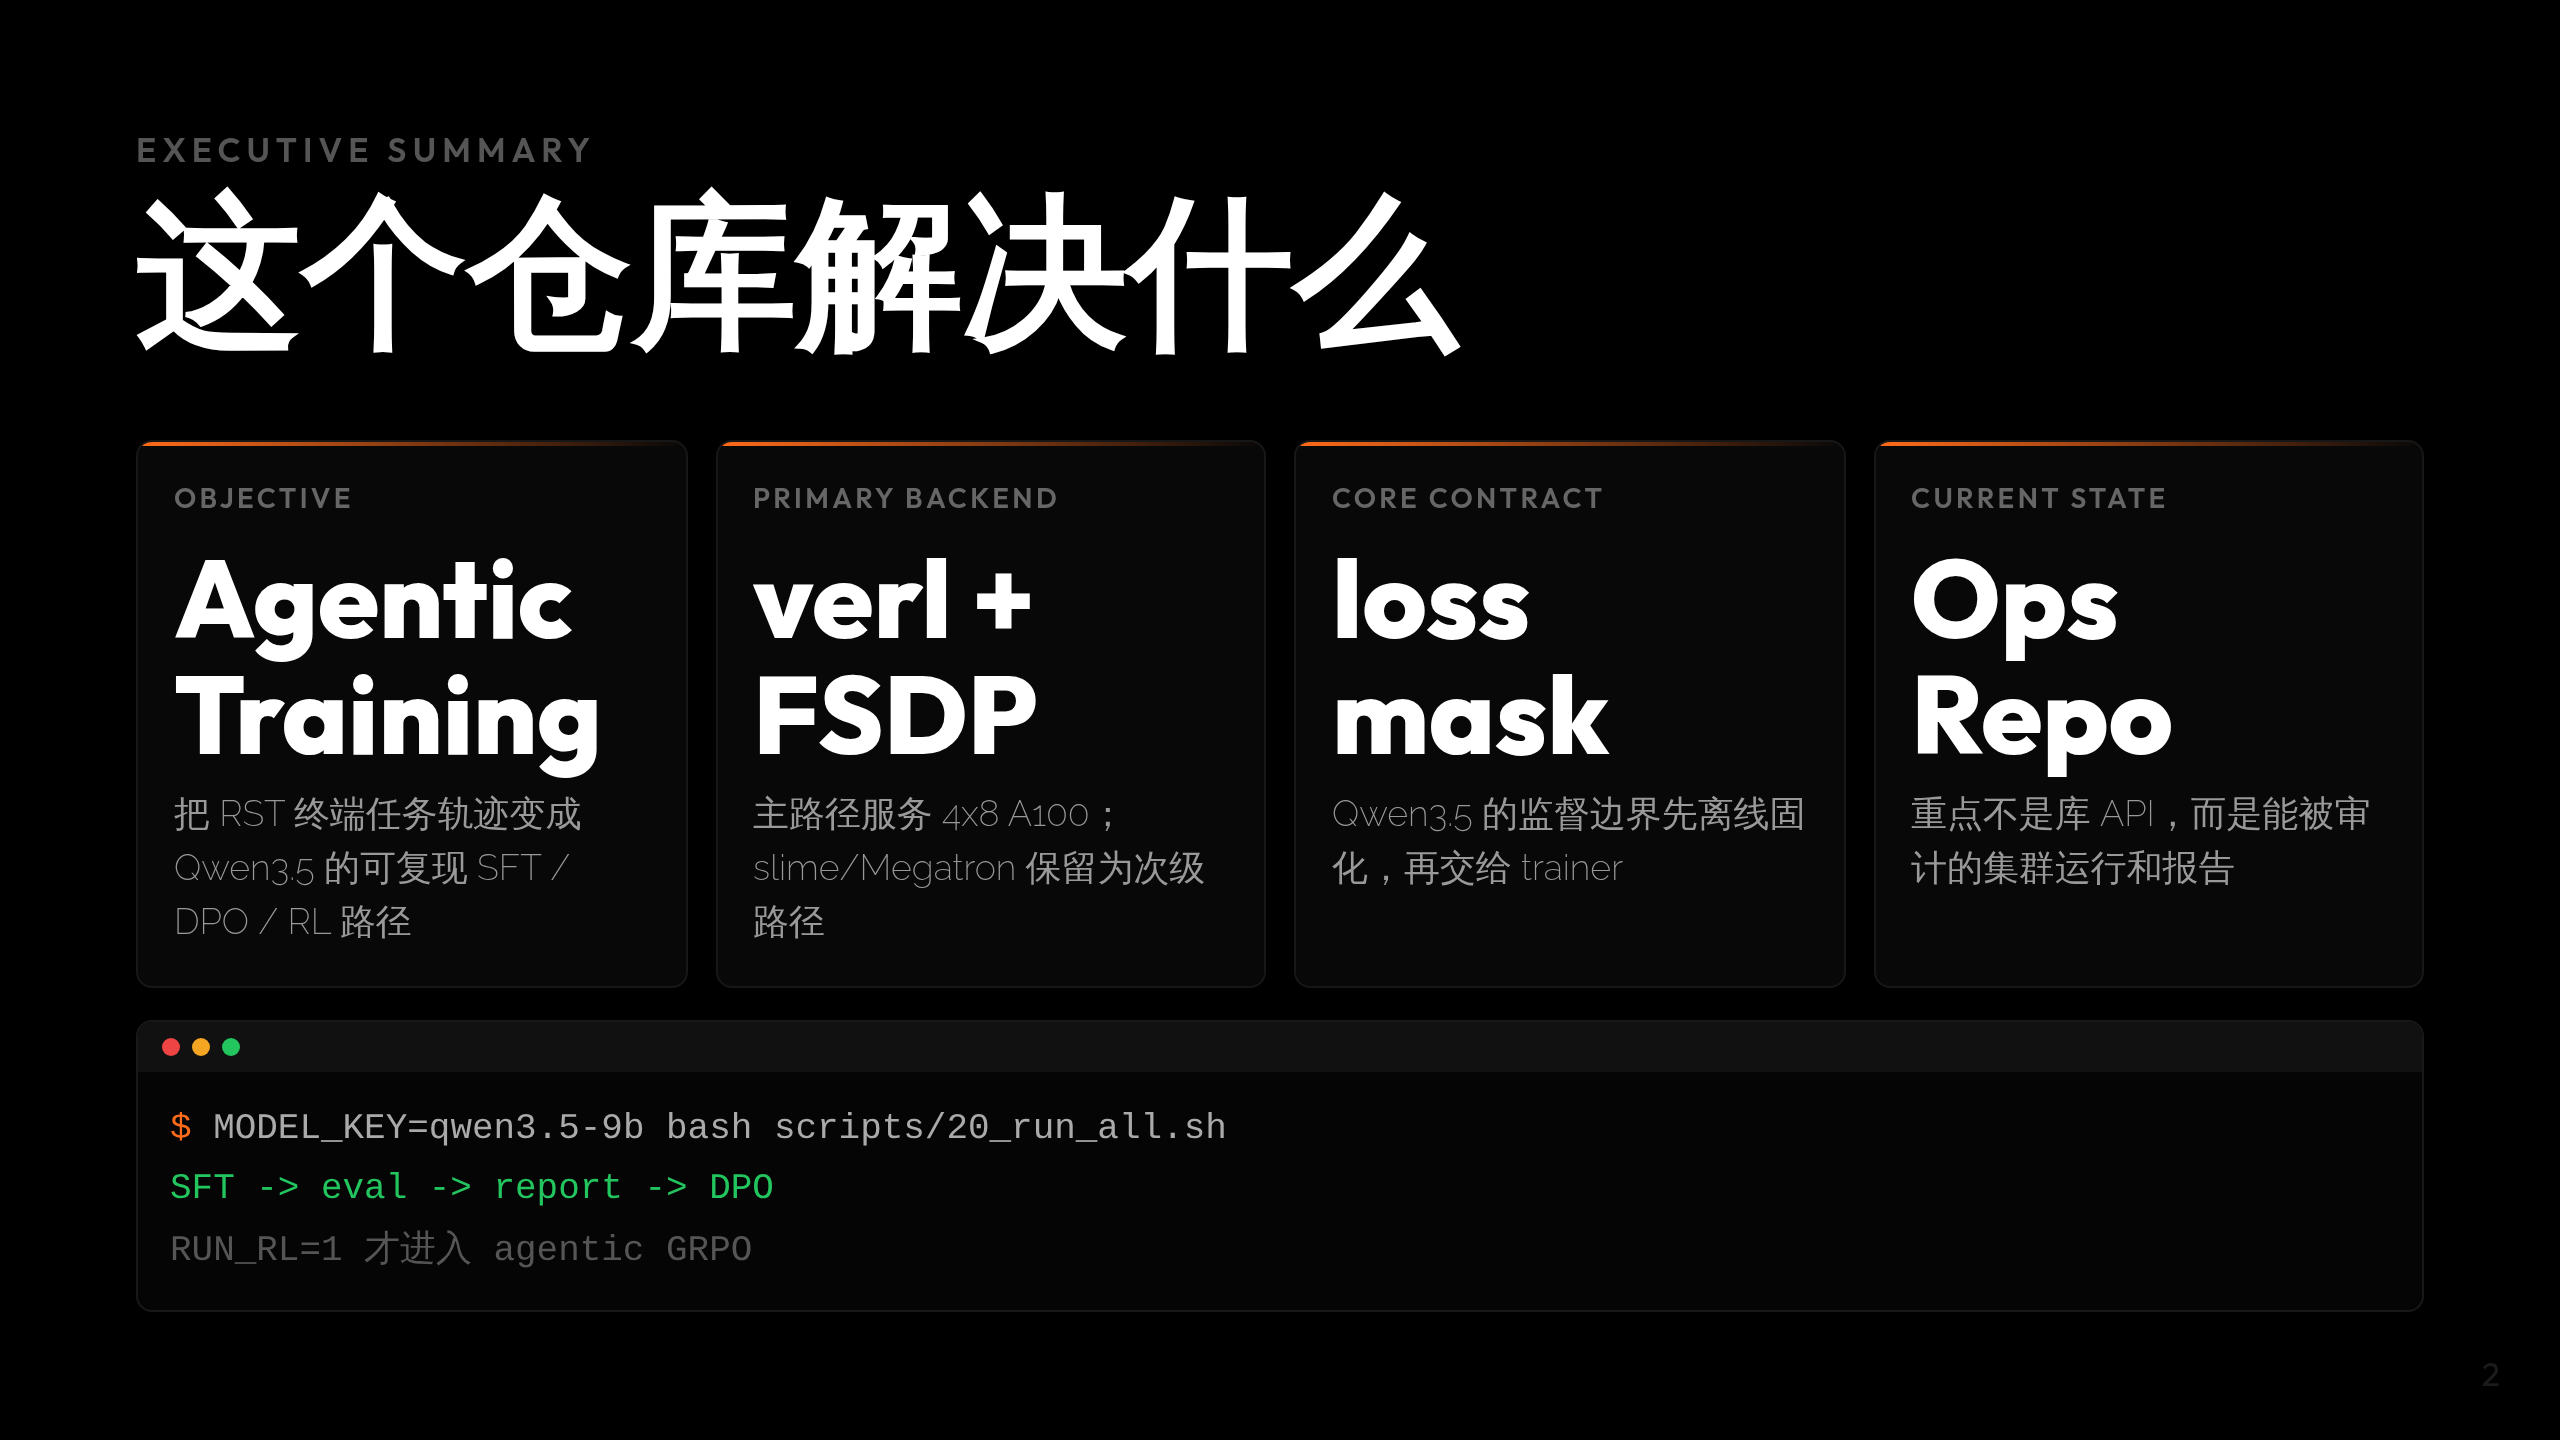 EXECUTIVE SUMMARY
这个仓库解决什么
OBJECTIVE
Agentic
Training
把 RST 终端任务轨迹变成
Qwen3.5 的可复现 SFT /
DPO / RL 路径
PRIMARY BACKEND
verl +
FSDP
主路径服务 4x8 A100；
slime/Megatron 保留为次级
路径
CORE CONTRACT
loss
mask
Qwen3.5 的监督边界先离线固
化，再交给 trainer
CURRENT STATE
Ops
Repo
重点不是库 API，而是能被审
计的集群运行和报告
$ MODEL_KEY=qwen3.5-9b bash scripts/20_run_all.sh
SFT -> eval -> report -> DPO
RUN_RL=1 才进入 agentic GRPO
2